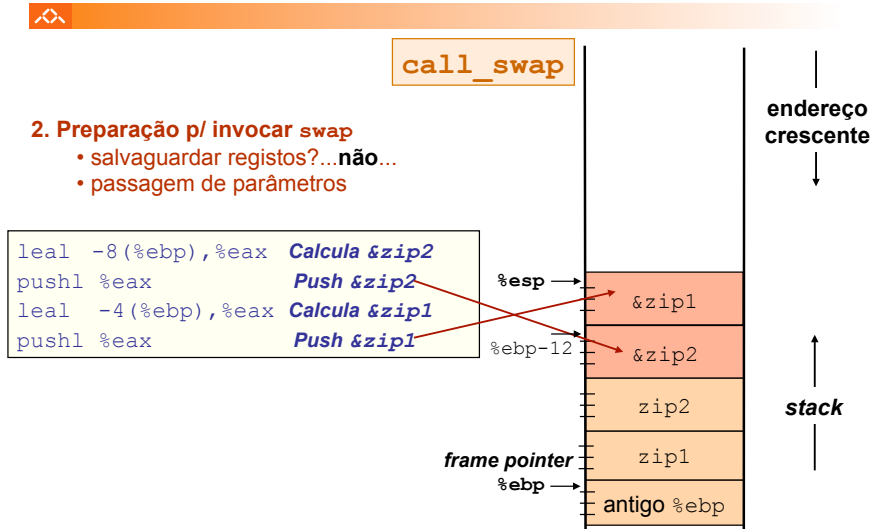 call_swap
endereço
crescente
2. Preparação p/ invocar swap
• salvaguardar registos?...não...
• passagem de parâmetros
leal -8(%ebp),%eax Calcula &zip2
pushl %eax Push &zip2
leal -4(%ebp),%eax Calcula &zip1
pushl %eax Push &zip1
%esp
&zip1
%ebp-12
&zip2
zip2
stack
frame pointer
zip1
%ebp
antigo %ebp